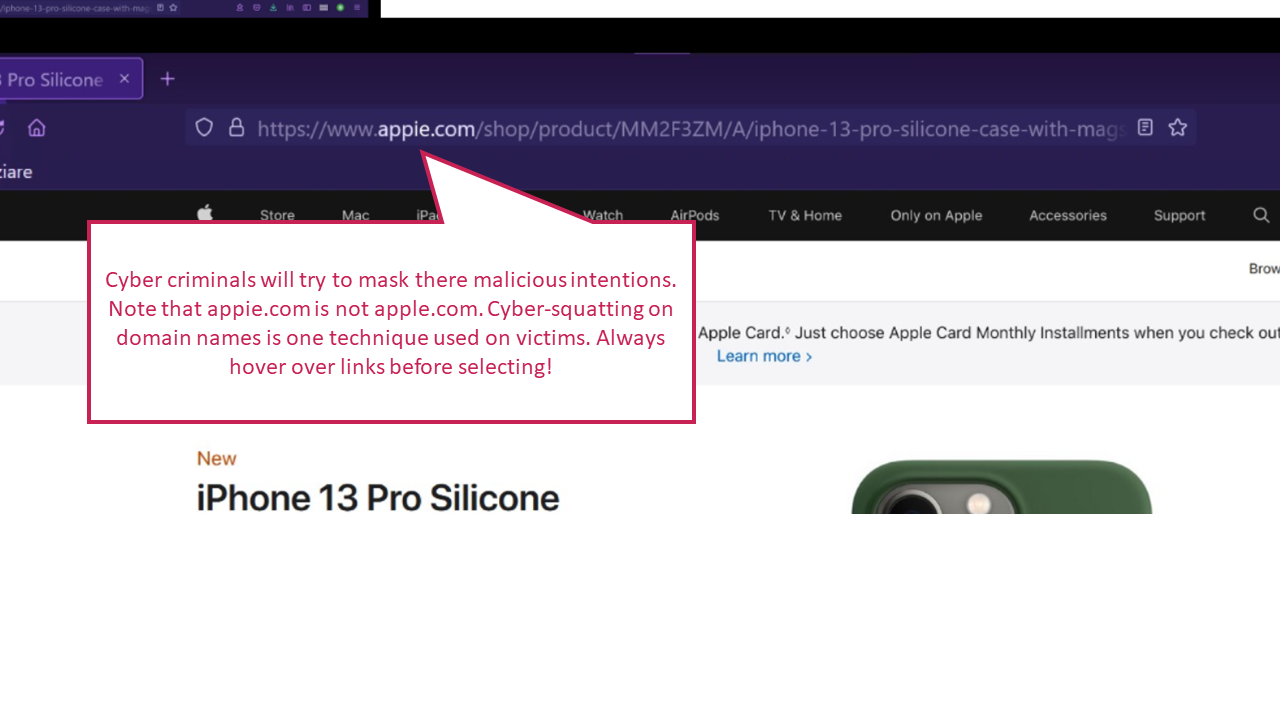 /iphone-13-pro-silicone-case-with-mag
Pro Silicone
https://www.appie.com/shop/product/MM2F3ZM/A/iphone-13-pro-silicone-case-with-mags
ziare
Store Mac iPad Watch AirPods TV & Home Only on Apple Accessories Support
Brow
Cyber criminals will try to mask there malicious intentions.
Note that appie.com is not apple.com. Cyber-squatting on
domain names is one technique used on victims. Always
hover over links before selecting!
Apple Card.◊ Just choose Apple Card Monthly Installments when you check out
Learn more >
New
iPhone 13 Pro Silicone